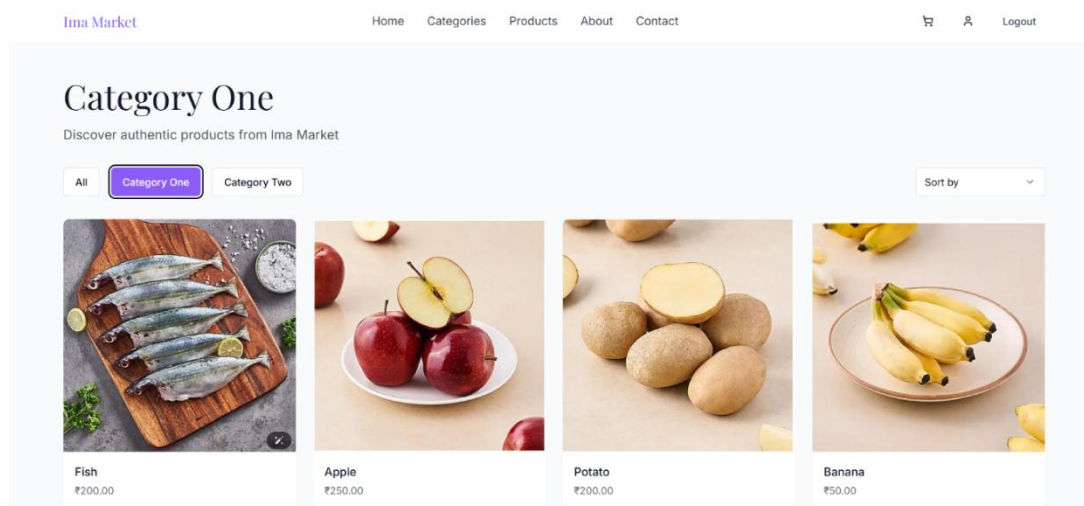 Ima Market
Home Categories Products About Contact
Logout
Category One
Discover authentic products from Ima Market
All Category One Category Two
Sort by
Fish Apple Potato Banana
₹200.00 ₹250.00 ₹200.00 ₹50.00